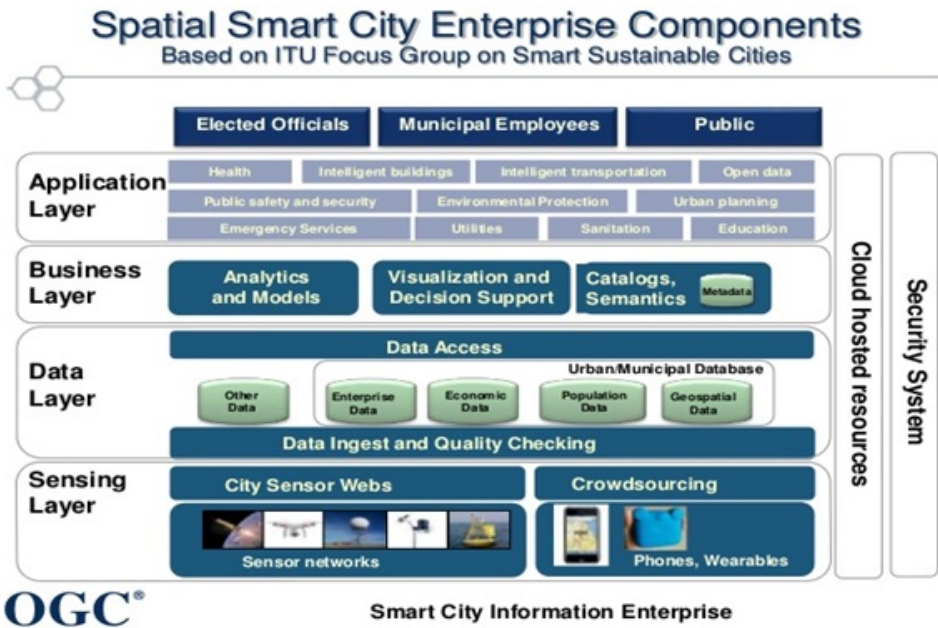 Spatial Smart City Enterprise Components
Based on ITU Focus Group on Smart Sustainable Cities
Elected Officials
Municipal Employees
Public
Application
Layer
Health
Intelligent buildings
Intelligent transportation
Open data
Public safety and security
Environmental Protection
Urban planning
Emergency Services
Utilities
Sanitation
Education
Business
Layer
Analytics
and Models
Visualization and
Decision Support
Catalogs,
Semantics
Metadata
Data
Layer
Data Access
Urban/Municipal Database
Other
Data
Enterprise
Data
Economic
Data
Population
Data
Geospatial
Data
Data Ingest and Quality Checking
Sensing
Layer
City Sensor Webs
Crowdsourcing
Sensor networks
Phones, Wearables
Cloud hosted resources
Security System
OGC®
Smart City Information Enterprise